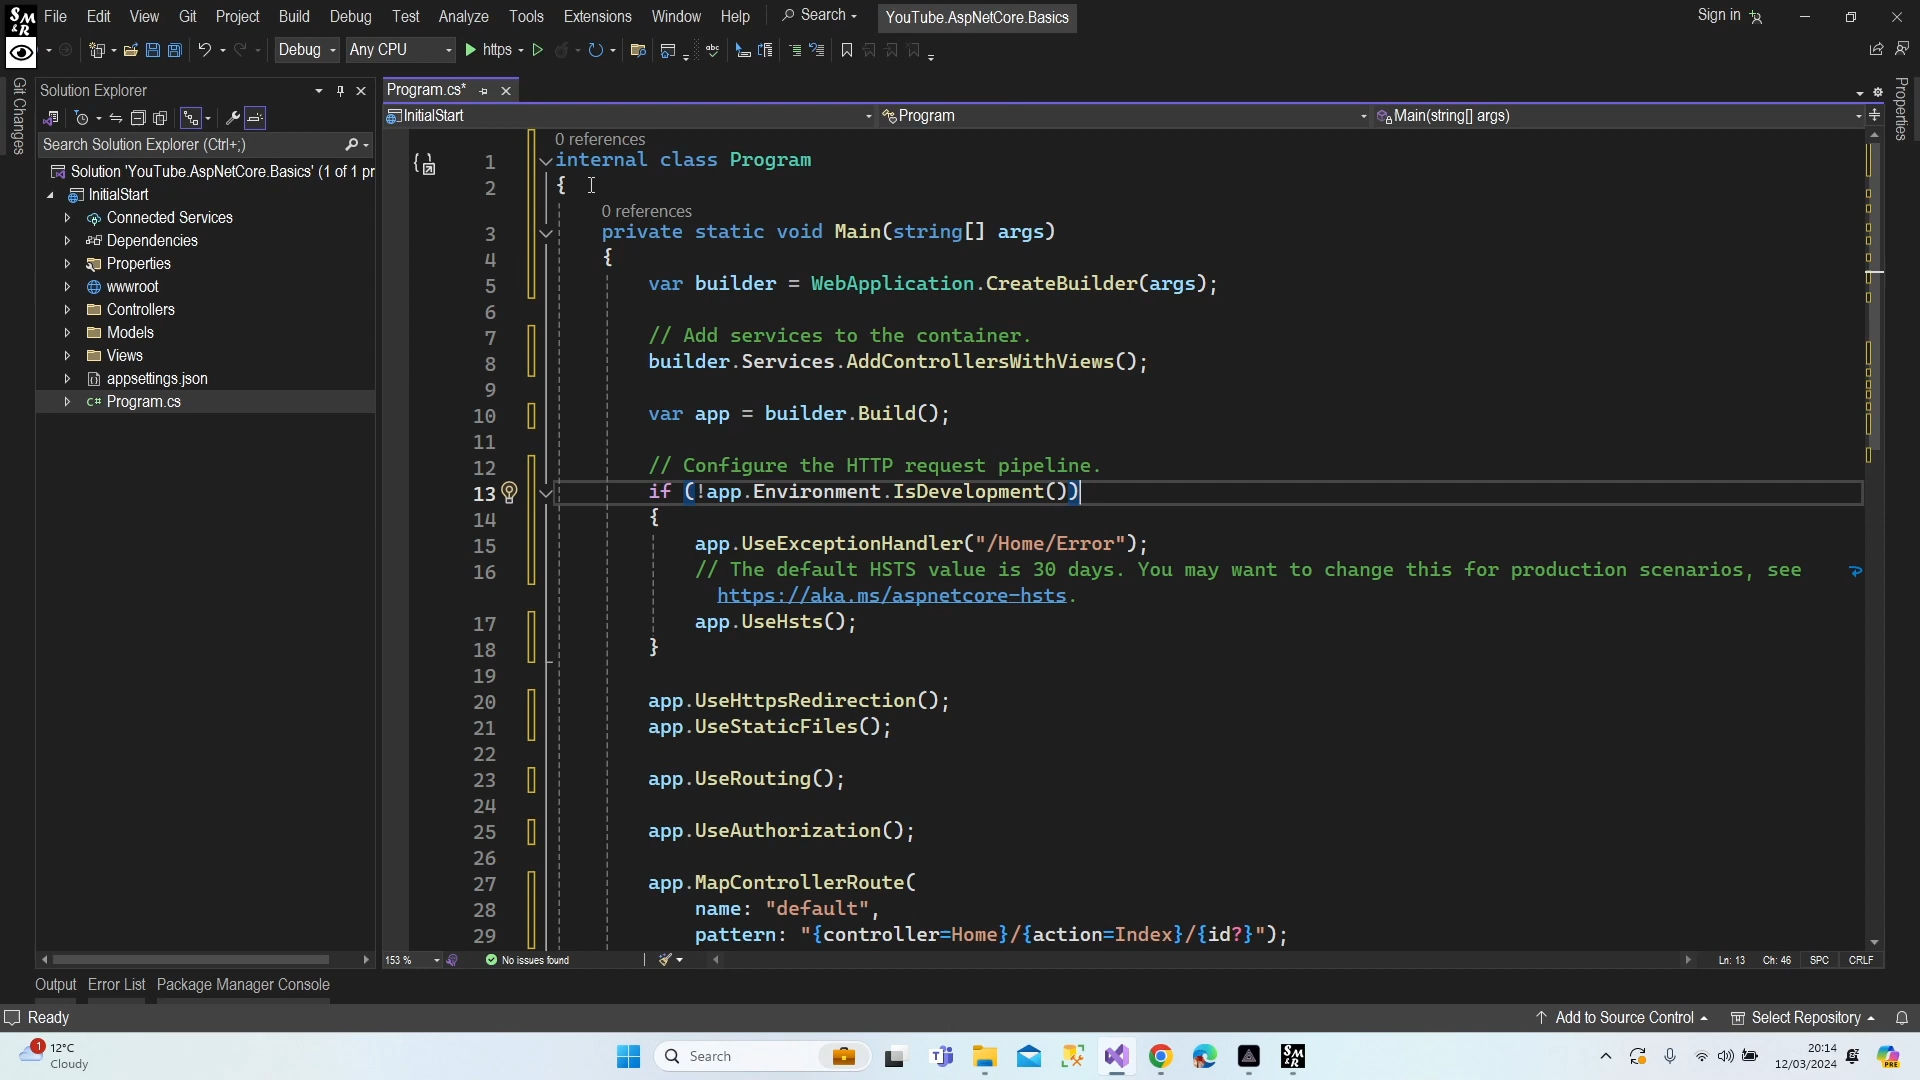 File Edit View Git Project Build Debug Test Analyze Tools Extensions Window Help Search YouTube.AspNetCore.Basics Sign in
Debug Any CPU https
Git Changes
Properties
Solution Explorer
Search Solution Explorer (Ctrl+;)
Solution 'YouTube.AspNetCore.Basics' (1 of 1 pr
InitialStart
Connected Services
Dependencies
Properties
wwwroot
Controllers
Models
Views
appsettings.json
C# Program.cs
Program.cs*
InitialStart Program Main(string[] args)
0 references
1 internal class Program
2 {
0 references
3 private static void Main(string[] args)
4 {
5 var builder = WebApplication.CreateBuilder(args);
6
7 // Add services to the container.
8 builder.Services.AddControllersWithViews();
9
10 var app = builder.Build();
11
12 // Configure the HTTP request pipeline.
13 if (!app.Environment.IsDevelopment())
14 {
15 app.UseExceptionHandler("/Home/Error");
16 // The default HSTS value is 30 days. You may want to change this for production scenarios, see
https://aka.ms/aspnetcore-hsts.
17 app.UseHsts();
18 }
19
20 app.UseHttpsRedirection();
21 app.UseStaticFiles();
22
23 app.UseRouting();
24
25 app.UseAuthorization();
26
27 app.MapControllerRoute(
28 name: "default",
29 pattern: "{controller=Home}/{action=Index}/{id?}");
153 % No issues found Ln: 13 Ch: 46 SPC CRLF
Output Error List Package Manager Console
Ready Add to Source Control Select Repository
1 12°C
Cloudy
Search
20:14
12/03/2024